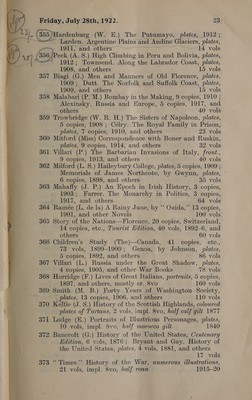 Friday, July 28th, 1922. 23
355 Hardenburg (W. E.) The Putumayo, plates, 1912 ;
Larden. Argentine Plains and Andine Glaciers, plates,
1911, and others 14 vols
356 Peck (A. S.) High Climbing in Peru and Bolivia, plates,
1912 ; Townsend. Along the Labrador Coast, plates,
1908, and others 15 vols
357 Biagi (G.) Men and Manners of Old Florence, plates,
1909 ; Dutt. The Norfolk and Suffolk Coast, plates,
1909, and others 15 vols
358 Malabari (P. M.) Bombay in the Making, 9 copies, 1910 ;
Alexinsky. Russia and Europe, 5 copies, 1917, and
others 40 vols
359 Trowbridge (W. R. H.) The Sisters of Napoleon, plates,
5 copies, 1908 ; Cléry. The Royal Family in Prison,
plates, 7 copies, 1910, and others 23 vols
360 Mitford (Miss) Correspondence with Boner and Ruskin,
plates, 9 copies, 1914, and others 32 vols
361 Villari (P.) The Barbarian Invasions of Italy, front.,
9 copies, 1913, and others 40 vols
362 Milford (L. S.) Haileybury College, plates, 5 copies, 1909 ;
Memorials of James Northcote, by Gwynn, plates,
6 copies, 1898, and others 35 vols
363 Mahaffy (J. P.) An Epoch in Irish History, 5 copies,
1903 ; Farrer. The Monarchy in Politics, 3 copies,
1917, and others 64 vols
364 Ramée (L. de la) A Rainy June, by “ Ouida,” 13 copies,
1901, and other Novels 100 vols
365 Story of the Nations—Florence, 20 copies, Switzerland,
14 copies, etc., Tourist Edition, 40 vols, 1892-6, and
others 60 vols
366 Children's Study (The)—Canada, 41 copies, etc.,
73 vols, 1899-1909 ; Genoa, by Johnson, plates,
5 copies, 1892, and others 86 vols
367 Villari (L.) Russia under the Great Shadow, plates,
4 copies, 1905, and other War Books 78 vols
368 Horridge (F.) Lives of Great Italians, portraits, 5 copies,
1897, and others, mostly cr. 8vo 160 vols
369 Smith (M. B.) Forty Years of Washington Society,
plates, 13 copies, 1906, and others 110 vols
370 Keltie (J. S.) History of the Scottish Highlands, coloured
plates of Tartans, 2 vols, impl. 8vo, half calf gilt 1877
371 Lodge (E.) Portraits of Illustrious Personages, plates,
10 vols, impl. 8vo, half morocco gilt 1840
372 Bancroft (G.) History of the United States, Centenary
Edition, 6 vols, 1876 ; Bryant and Gay. History of
the United States, plates, 4 vols, 1881, and others
17 vols
373 “ Times ” History of the War, numerous illustrations,
21 vols, impl. 8vo, half roan 1915-20